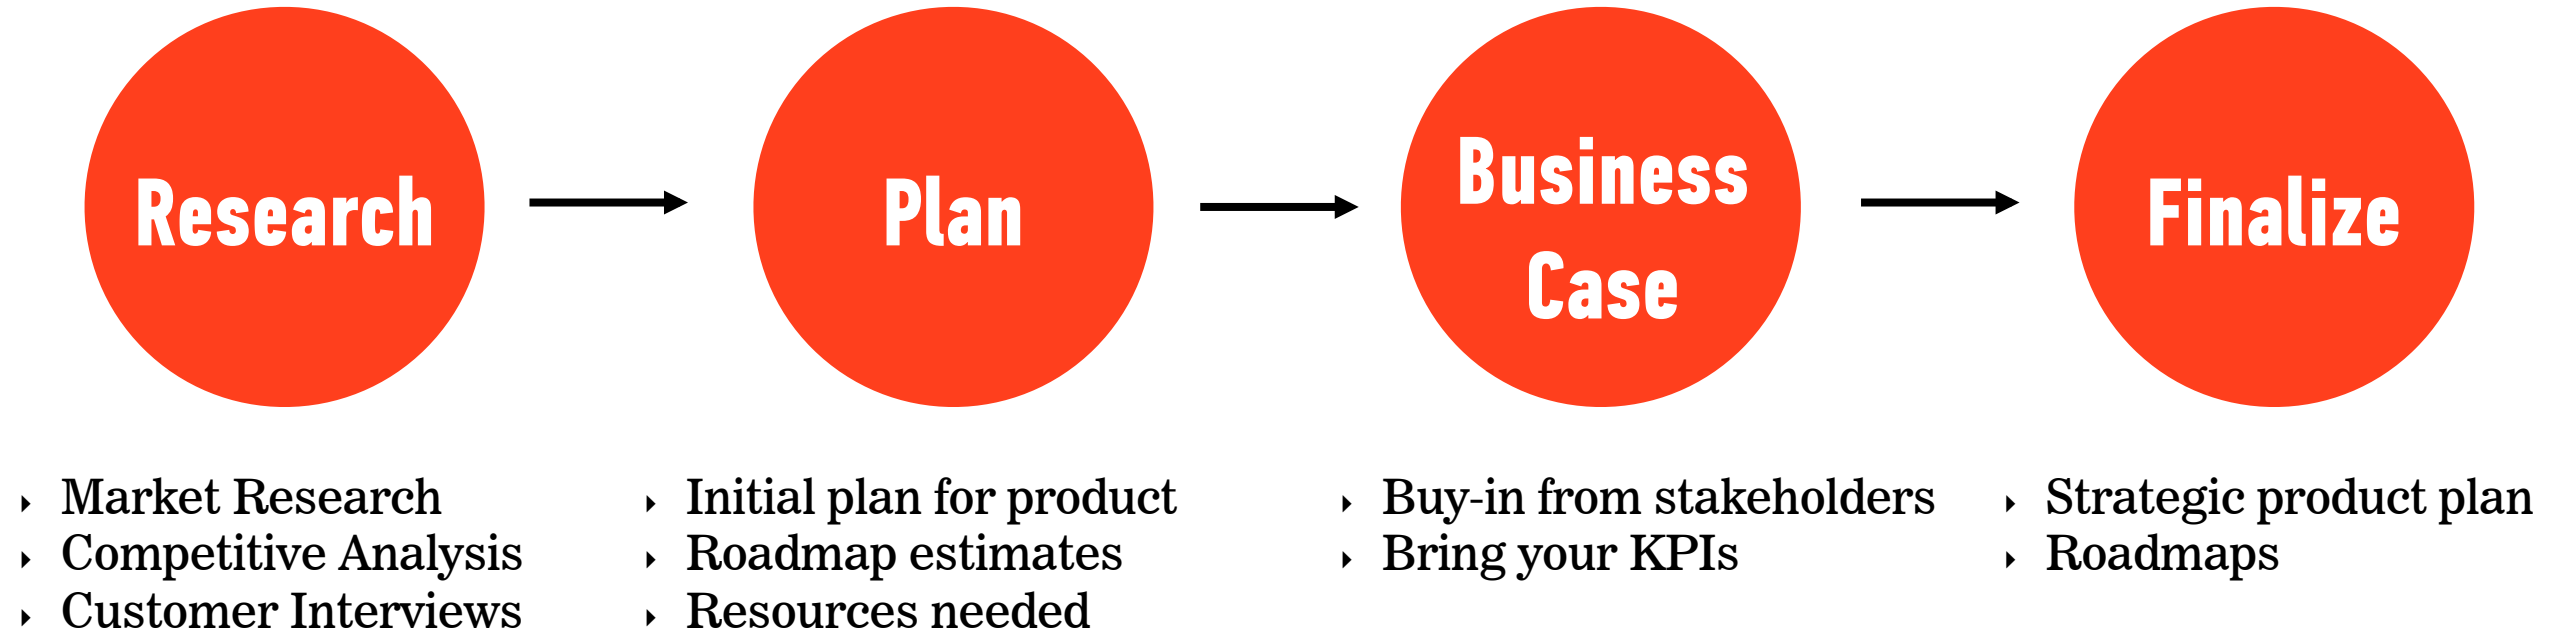 Research
Plan
Business
Case
Finalize
Market Research
Competitive Analysis
Customer Interviews
Initial plan for product
Roadmap estimates
Resources needed
Buy-in from stakeholders
Bring your KPIs
Strategic product plan
Roadmaps